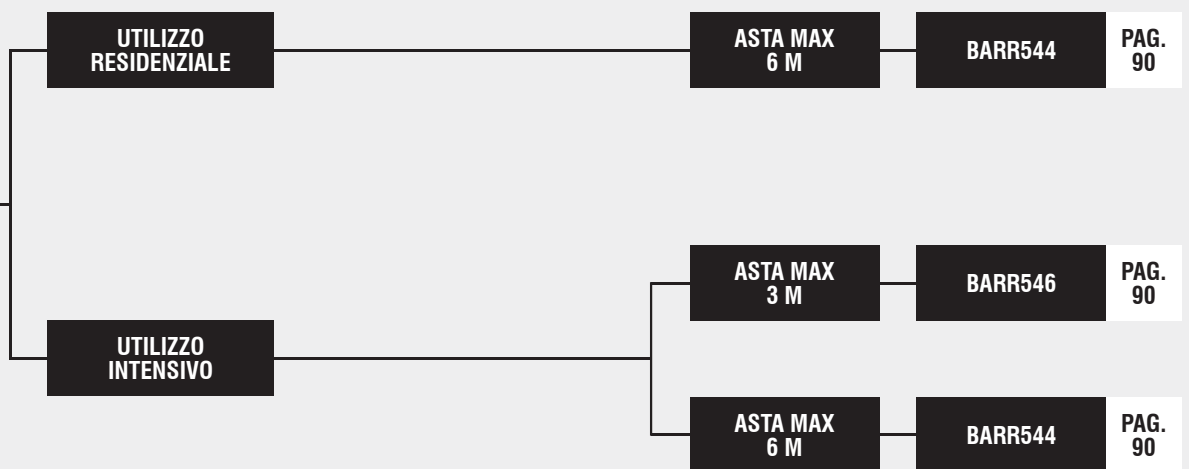 UTILIZZO
RESIDENZIALE
ASTA MAX
6 M
BARR544
PAG.
90
ASTA MAX
3 M
BARR546
PAG.
90
UTILIZZO
INTENSIVO
ASTA MAX
6 M
BARR544
PAG.
90